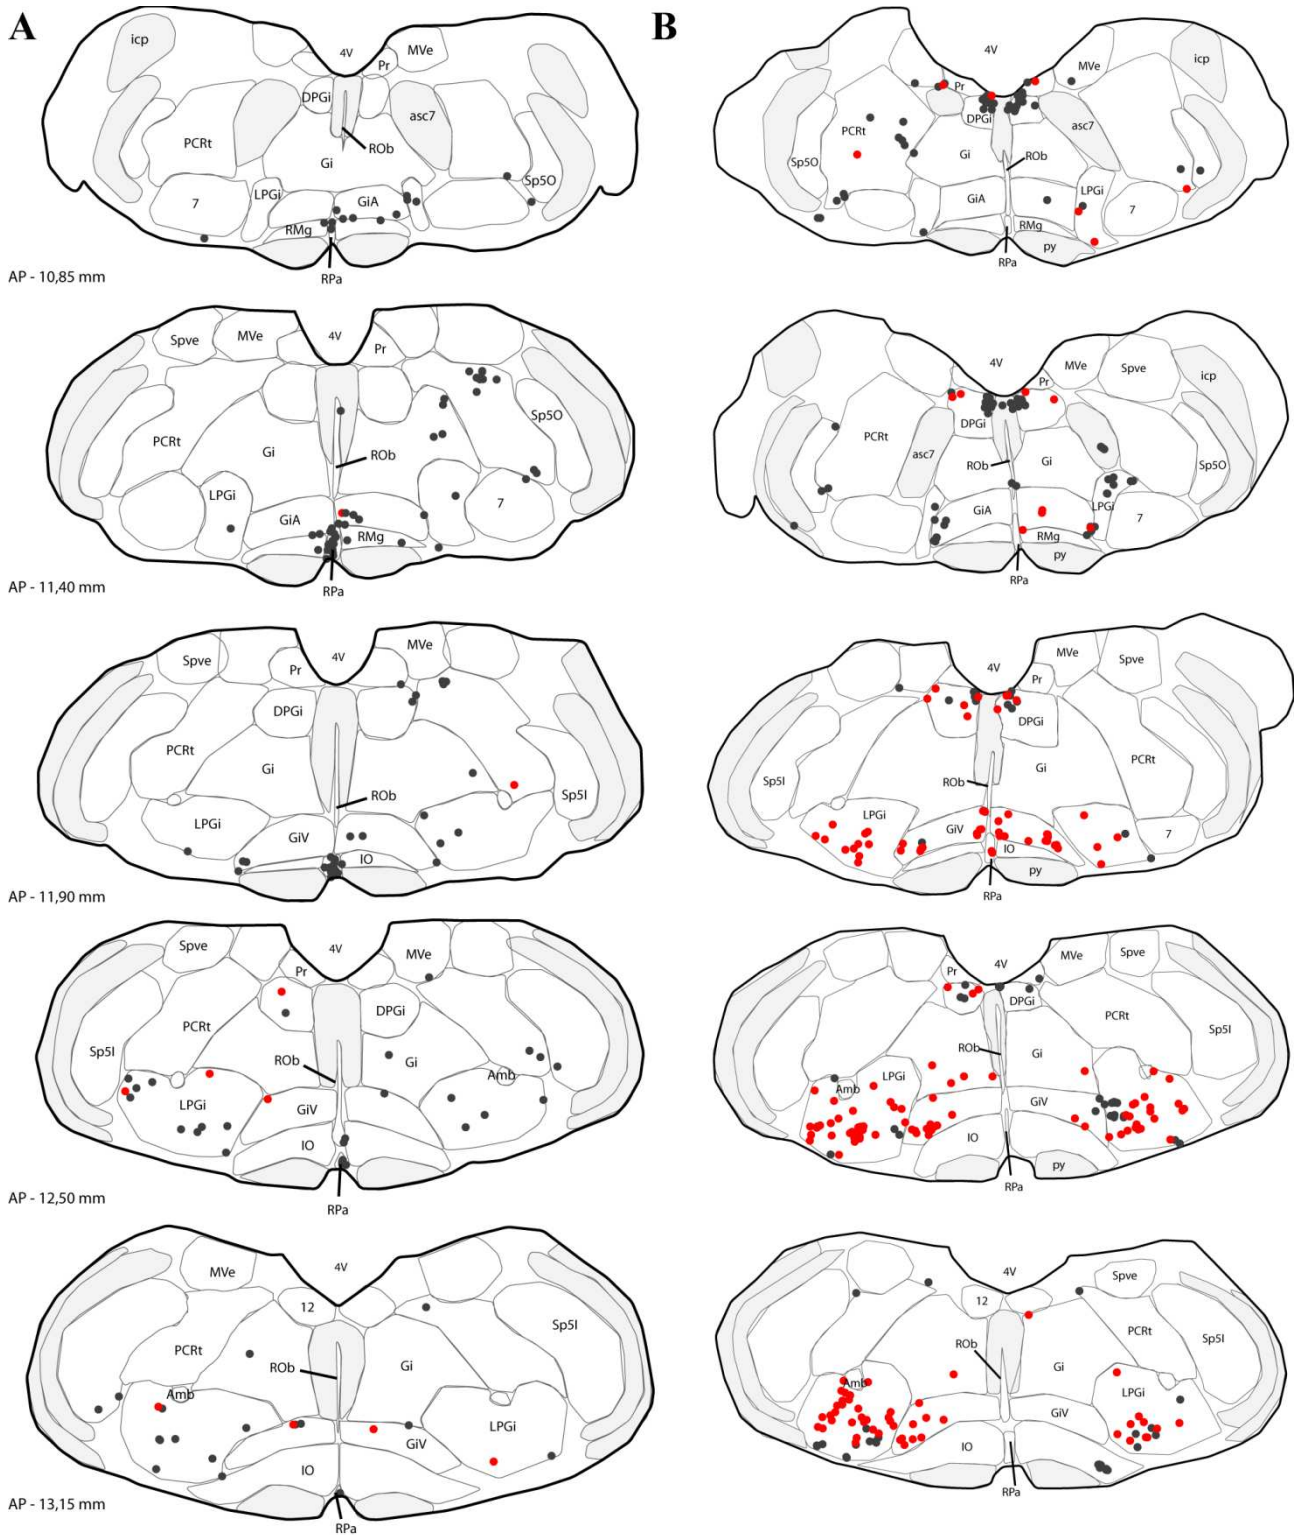 A
icp
4V
MVe
Pr
DPGi
asc7
PCRt
ROb
Gi
Sp5O
LPGi
GiA
7
RMg
RPa
AP - 10,85 mm
Spve
MVe
4V
Pr
Sp5O
PCRt
Gi
ROb
LPGi
7
GiA
RMg
RPa
AP - 11,40 mm
Spve
MVe
Pr
4V
DPGi
PCRt
Gi
ROb
Sp5I
LPGi
GiV
IO
AP - 11,90 mm
Spve
4V
MVe
Pr
DPGi
PCRt
Sp5I
ROb
Gi
Amb
LPGi
GiV
IO
AP - 12,50 mm
RPa
MVe
4V
12
Sp5I
PCRt
ROb
Gi
Amb
LPGi
GiV
IO
AP - 13,15 mm
RPa
B
4V
icp
MVe
Pr
DPGi
asc7
PCRt
Sp5O
Gi
ROb
LPGi
GiA
7
RMg
py
RPa
4V
Pr
MVe
Spve
icp
DPGi
asc7
PCRt
ROb
Gi
Sp5O
LPGi
GiA
7
RMg
py
RPa
4V
MVe
Spve
Pr
DPGi
Sp5I
ROb
Gi
PCRt
LPGi
GiV
7
IO
py
RPa
Pr
4V
MVe
Spve
DPGi
PCRt
ROb
Gi
Sp5I
Amb
LPGi
GiV
IO
py
RPa
4V
Spve
12
PCRt
Sp5I
ROb
Gi
Amb
LPGi
GiV
IO
RPa